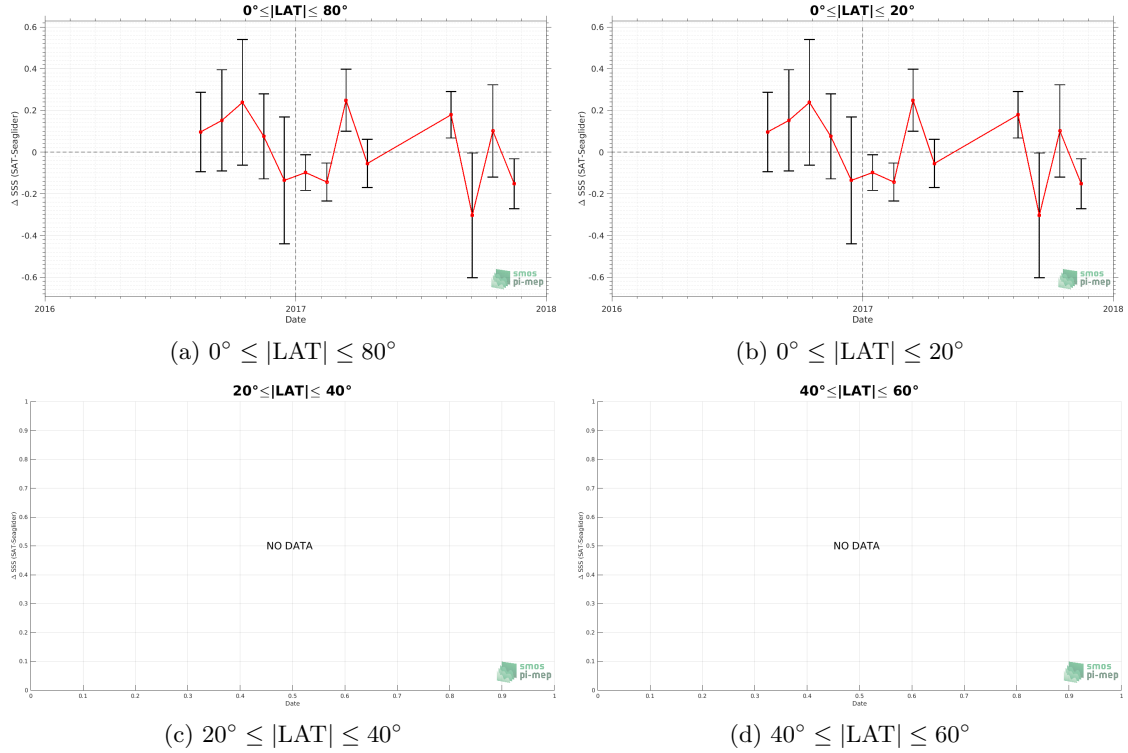 0°≤|LAT|≤ 80°
Δ SSS (SAT-Seaglider)
0.6
0.4
0.2
0
-0.2
-0.4
-0.6
2016
2017
2018
Date
smos
pi-mep
(a) 0° ≤ |LAT| ≤ 80°
0°≤|LAT|≤ 20°
Δ SSS (SAT-Seaglider)
0.6
0.4
0.2
0
-0.2
-0.4
-0.6
2016
2017
2018
Date
smos
pi-mep
(b) 0° ≤ |LAT| ≤ 20°
20°≤|LAT|≤ 40°
Δ SSS (SAT-Seaglider)
1
0.9
0.8
0.7
0.6
0.5
0.4
0.3
0.2
0.1
0
NO DATA
0 0.1 0.2 0.3 0.4 0.5 0.6 0.7 0.8 0.9 1
Date
smos
pi-mep
(c) 20° ≤ |LAT| ≤ 40°
40°≤|LAT|≤ 60°
Δ SSS (SAT-Seaglider)
1
0.9
0.8
0.7
0.6
0.5
0.4
0.3
0.2
0.1
0
NO DATA
0 0.1 0.2 0.3 0.4 0.5 0.6 0.7 0.8 0.9 1
Date
smos
pi-mep
(d) 40° ≤ |LAT| ≤ 60°